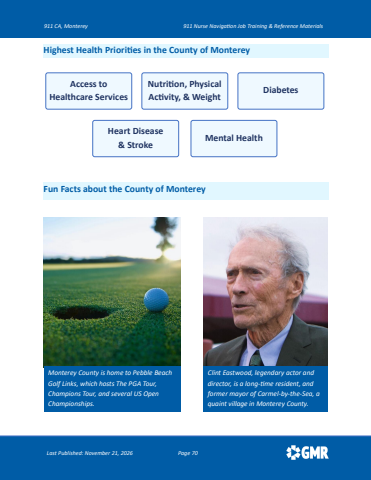 911 CA, Monterey
911 Nurse Navigation Job Training & Reference Materials
Highest Health Priorities in the County of Monterey
Access to
Healthcare Services
Nutrition, Physical
Activity, & Weight
Diabetes
Heart Disease
& Stroke
Mental Health
Fun Facts about the County of Monterey
Monterey County is home to Pebble Beach
Golf Links, which hosts The PGA Tour,
Champions Tour, and several US Open
Championships.
Clint Eastwood, legendary actor and
director, is a long-time resident, and
former mayor of Carmel-by-the-Sea, a
quaint village in Monterey County.
Last Published: November 21, 2026
Page 70
GMR